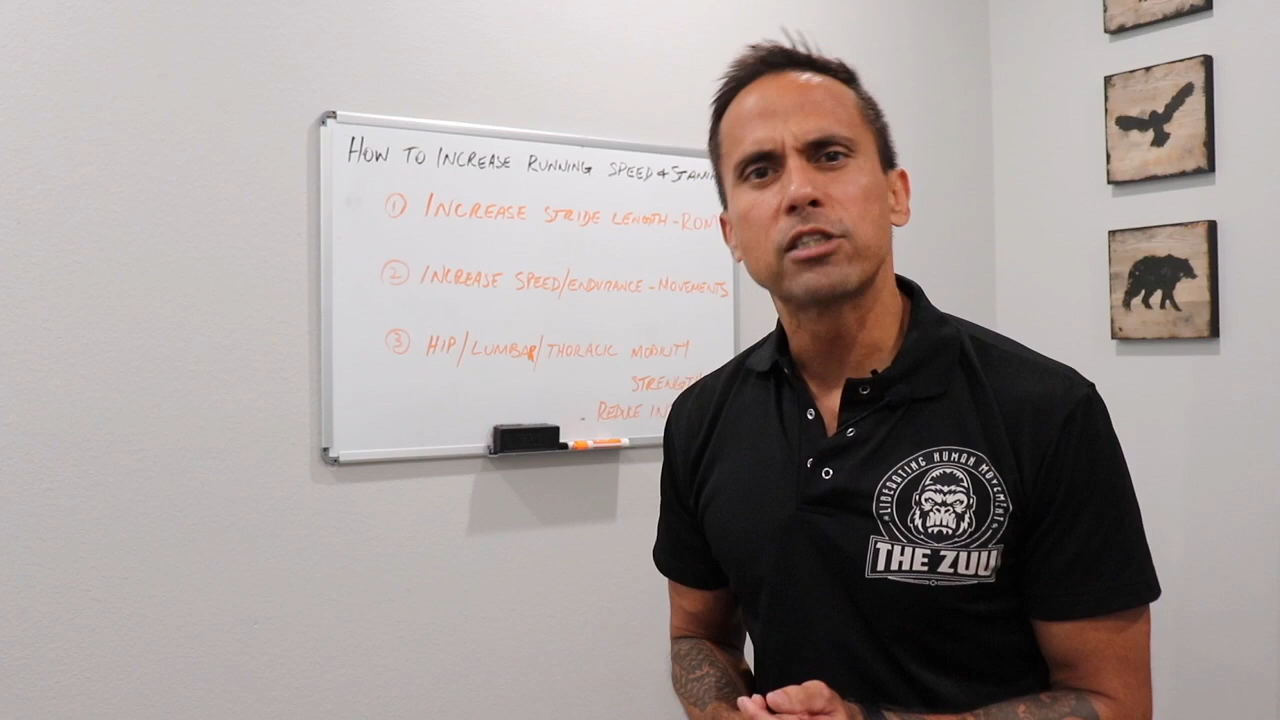 HOW TO INCREASE RUNNING SPEED &
① INCREASE STRIDE LENGTH -
② INCREASE SPEED/ENDURANCE - MOVEMENTS
③ HIP/LUMBAR/THORACIC MOBILITY
REDUCE
LIBERATING HUMAN MOVEMENT
THE ZUU